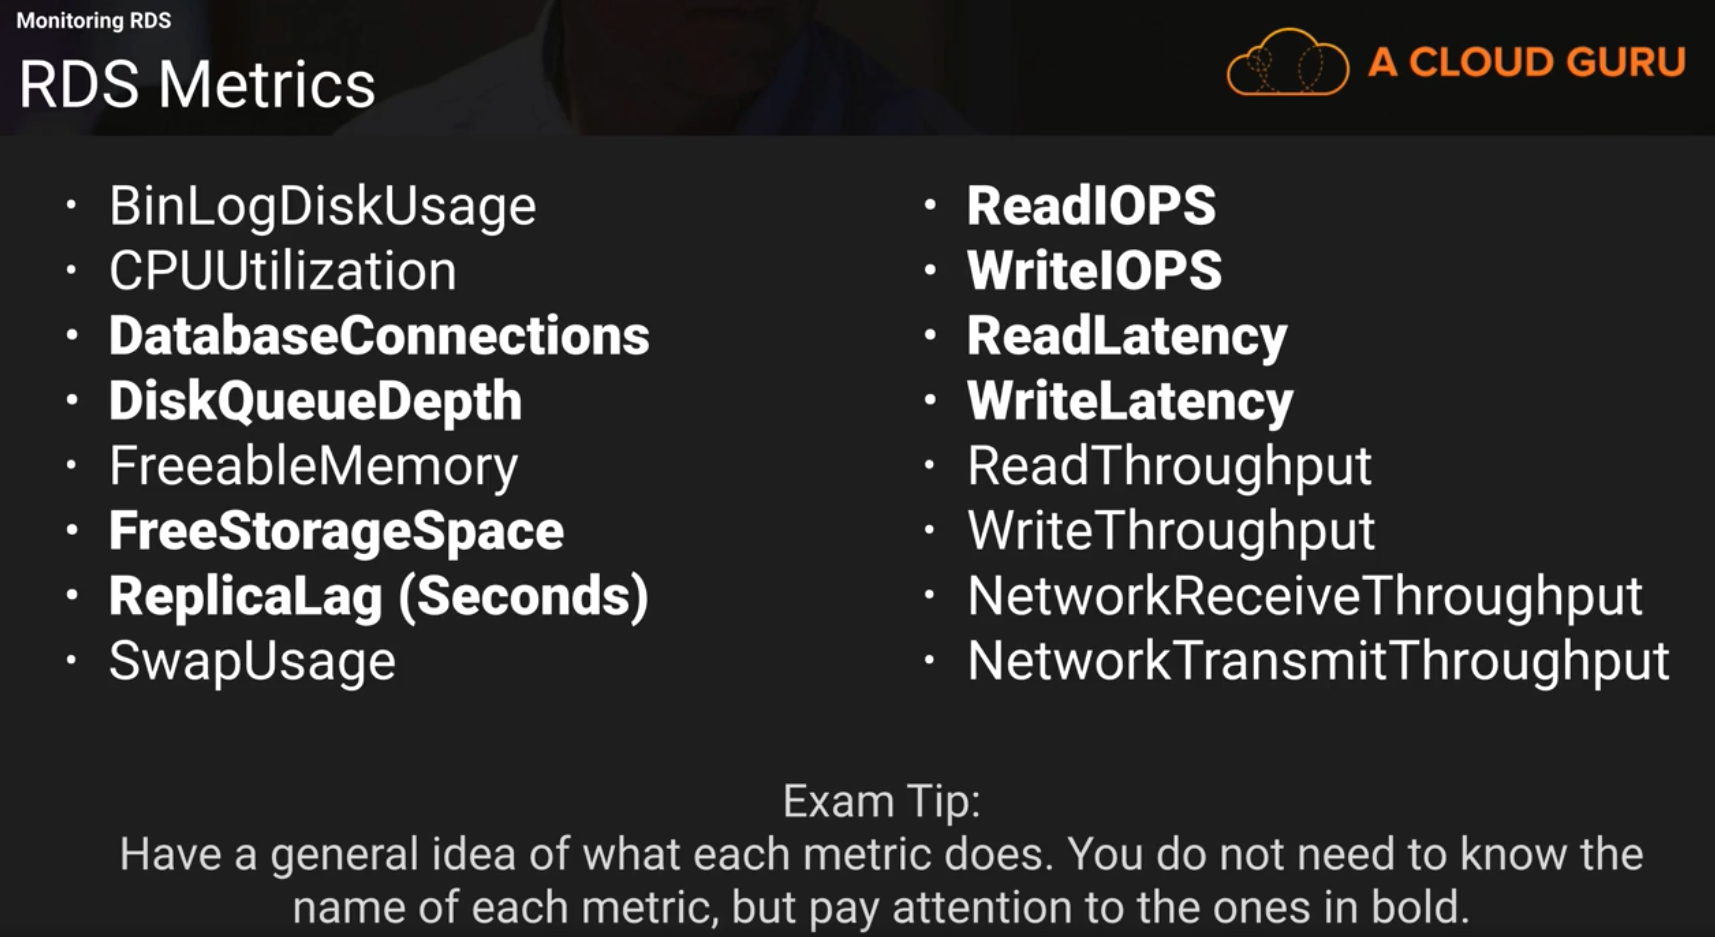 Monitoring RDS
RDS Metrics
A CLOUD GURU
• BinLogDiskUsage
• CPUUtilization
• DatabaseConnections
• DiskQueueDepth
• FreeableMemory
• FreeStorageSpace
• ReplicaLag (Seconds)
• SwapUsage
• ReadIOPS
• WriteIOPS
• ReadLatency
• WriteLatency
• ReadThroughput
• WriteThroughput
• NetworkReceiveThroughput
• NetworkTransmitThroughput
Exam Tip:
Have a general idea of what each metric does. You do not need to know the
name of each metric, but pay attention to the ones in bold.